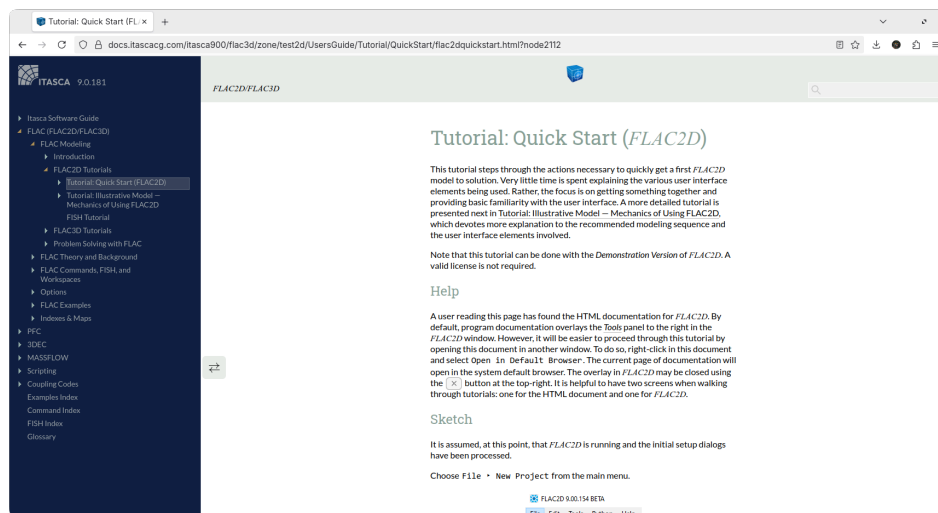 Tutorial: Quick Start (FL
docs.itascacg.com/itasca900/flac3d/zone/test2d/UsersGuide/Tutorial/QuickStart/flac2dquickstart.html?node2112
ITASCA 9.0.181
FLAC2D/FLAC3D
Itasca Software Guide
FLAC (FLAC2D/FLAC3D)
FLAC Modeling
Introduction
FLAC2D Tutorials
Tutorial: Quick Start (FLAC2D)
Tutorial: Illustrative Model —
Mechanics of Using FLAC2D
FISH Tutorial
FLAC3D Tutorials
Problem Solving with FLAC
FLAC Theory and Background
FLAC Commands, FISH, and
Workspaces
Options
FLAC Examples
Indexes & Maps
PFC
3DEC
MASSFLOW
Scripting
Coupling Codes
Examples Index
Command Index
FISH Index
Glossary
Tutorial: Quick Start (FLAC2D)
This tutorial steps through the actions necessary to quickly get a first FLAC2D
model to solution. Very little time is spent explaining the various user interface
elements being used. Rather, the focus is on getting something together and
providing basic familiarity with the user interface. A more detailed tutorial is
presented next in Tutorial: Illustrative Model — Mechanics of Using FLAC2D,
which devotes more explanation to the recommended modeling sequence and
the user interface elements involved.
Note that this tutorial can be done with the Demonstration Version of FLAC2D. A
valid license is not required.
Help
A user reading this page has found the HTML documentation for FLAC2D. By
default, program documentation overlays the Tools panel to the right in the
FLAC2D window. However, it will be easier to proceed through this tutorial by
opening this document in another window. To do so, right-click in this document
and select Open in Default Browser. The current page of documentation will
open in the system default browser. The overlay in FLAC2D may be closed using
the × button at the top-right. It is helpful to have two screens when walking
through tutorials: one for the HTML document and one for FLAC2D.
Sketch
It is assumed, at this point, that FLAC2D is running and the initial setup dialogs
have been processed.
Choose File ‣ New Project from the main menu.
FLAC2D 9.00.154 BETA
File Edit Tools Python Help